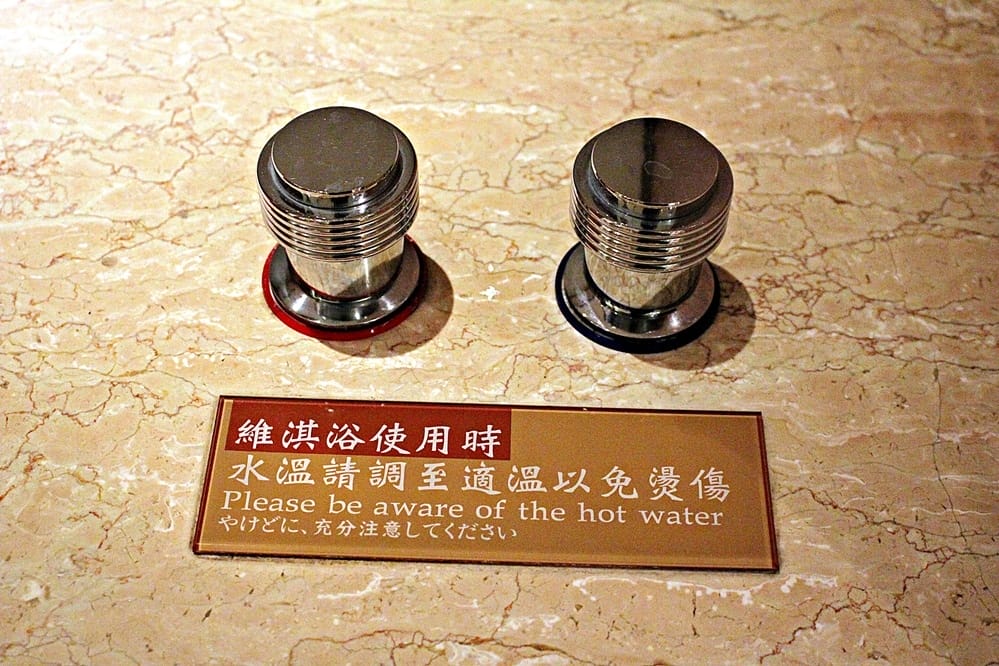 維淇浴使用時
水溫請調至適溫以免燙傷
Please be aware of the hot water
やけどに、充分注意してください